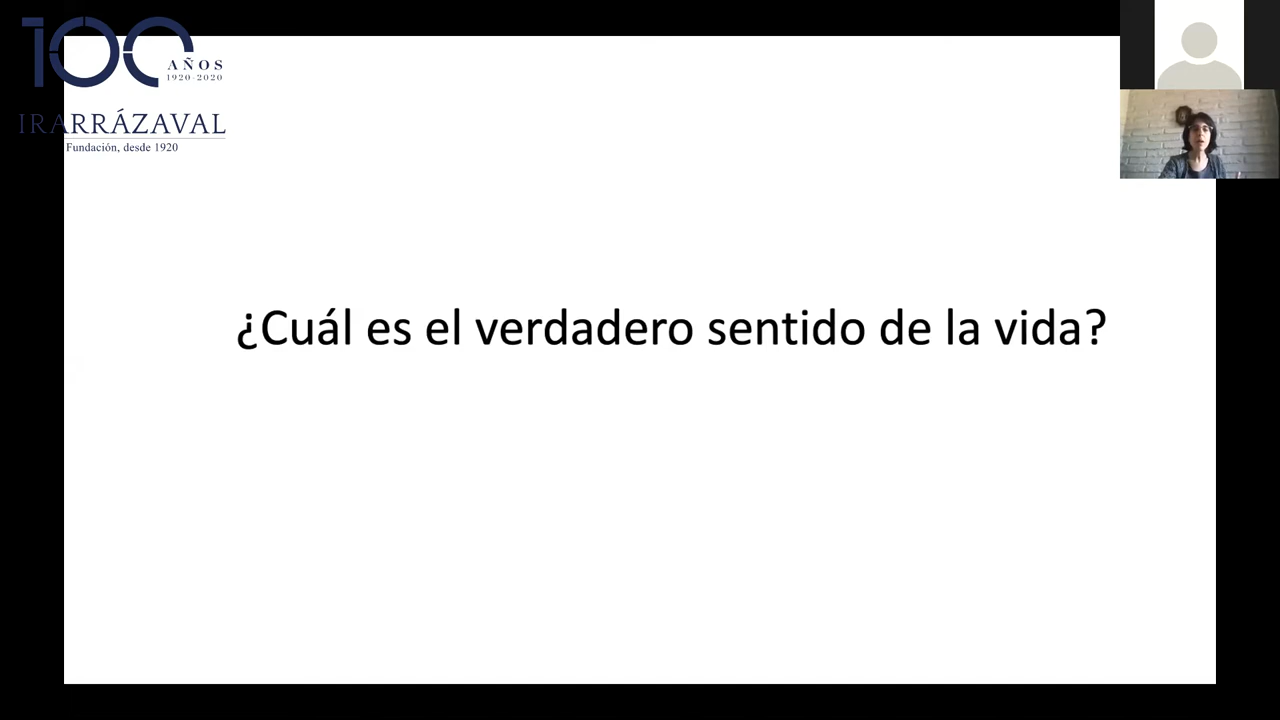 100
AÑOS
1920-2020
IRARRÁZAVAL
Fundación, desde 1920
¿Cuál es el verdadero sentido de la vida?